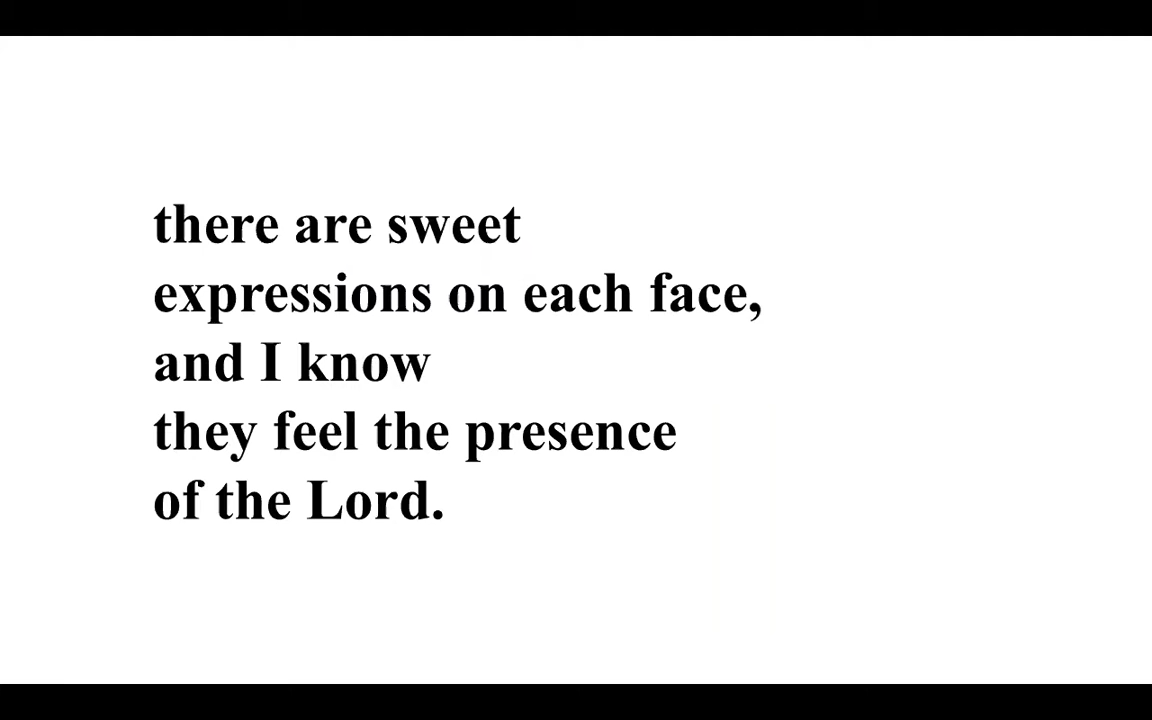 there are sweet
expressions on each face,
and I know
they feel the presence
of the Lord.